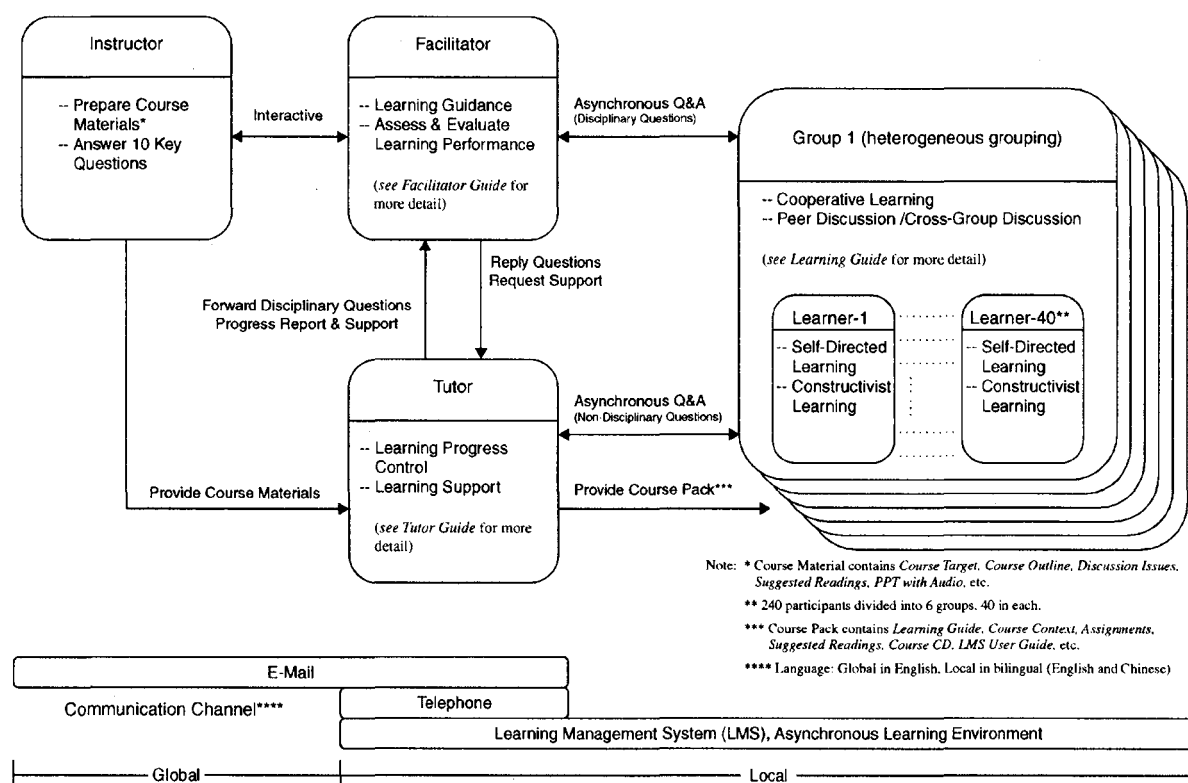 Instructor
-- Prepare Course
Materials*
-- Answer 10 Key
Questions
Interactive
Facilitator
-- Learning Guidance
-- Assess & Evaluate
Learning Performance
(see Facilitator Guide for
more detail)
Asynchronous Q&A
(Disciplinary Questions)
Group 1 (heterogeneous grouping)
-- Cooperative Learning
-- Peer Discussion /Cross-Group Discussion
(see Learning Guide for more detail)
Learner-1
-- Self-Directed
Learning
-- Constructivist
Learning
Learner-40**
-- Self-Directed
Learning
-- Constructivist
Learning
Reply Questions
Request Support
Forward Disciplinary Questions
Progress Report & Support
Tutor
-- Learning Progress
Control
-- Learning Support
(see Tutor Guide for more
detail)
Asynchronous Q&A
(Non-Disciplinary Questions)
Provide Course Materials
Provide Course Pack***
Note: * Course Material contains Course Target, Course Outline, Discussion Issues,
Suggested Readings, PPT with Audio, etc.
** 240 participants divided into 6 groups, 40 in each.
*** Course Pack contains Learning Guide, Course Context, Assignments,
Suggested Readings, Course CD, LMS User Guide, etc.
**** Language: Global in English, Local in bilingual (English and Chinese)
E-Mail
Communication Channel****
Telephone
Learning Management System (LMS), Asynchronous Learning Environment
Global
Local